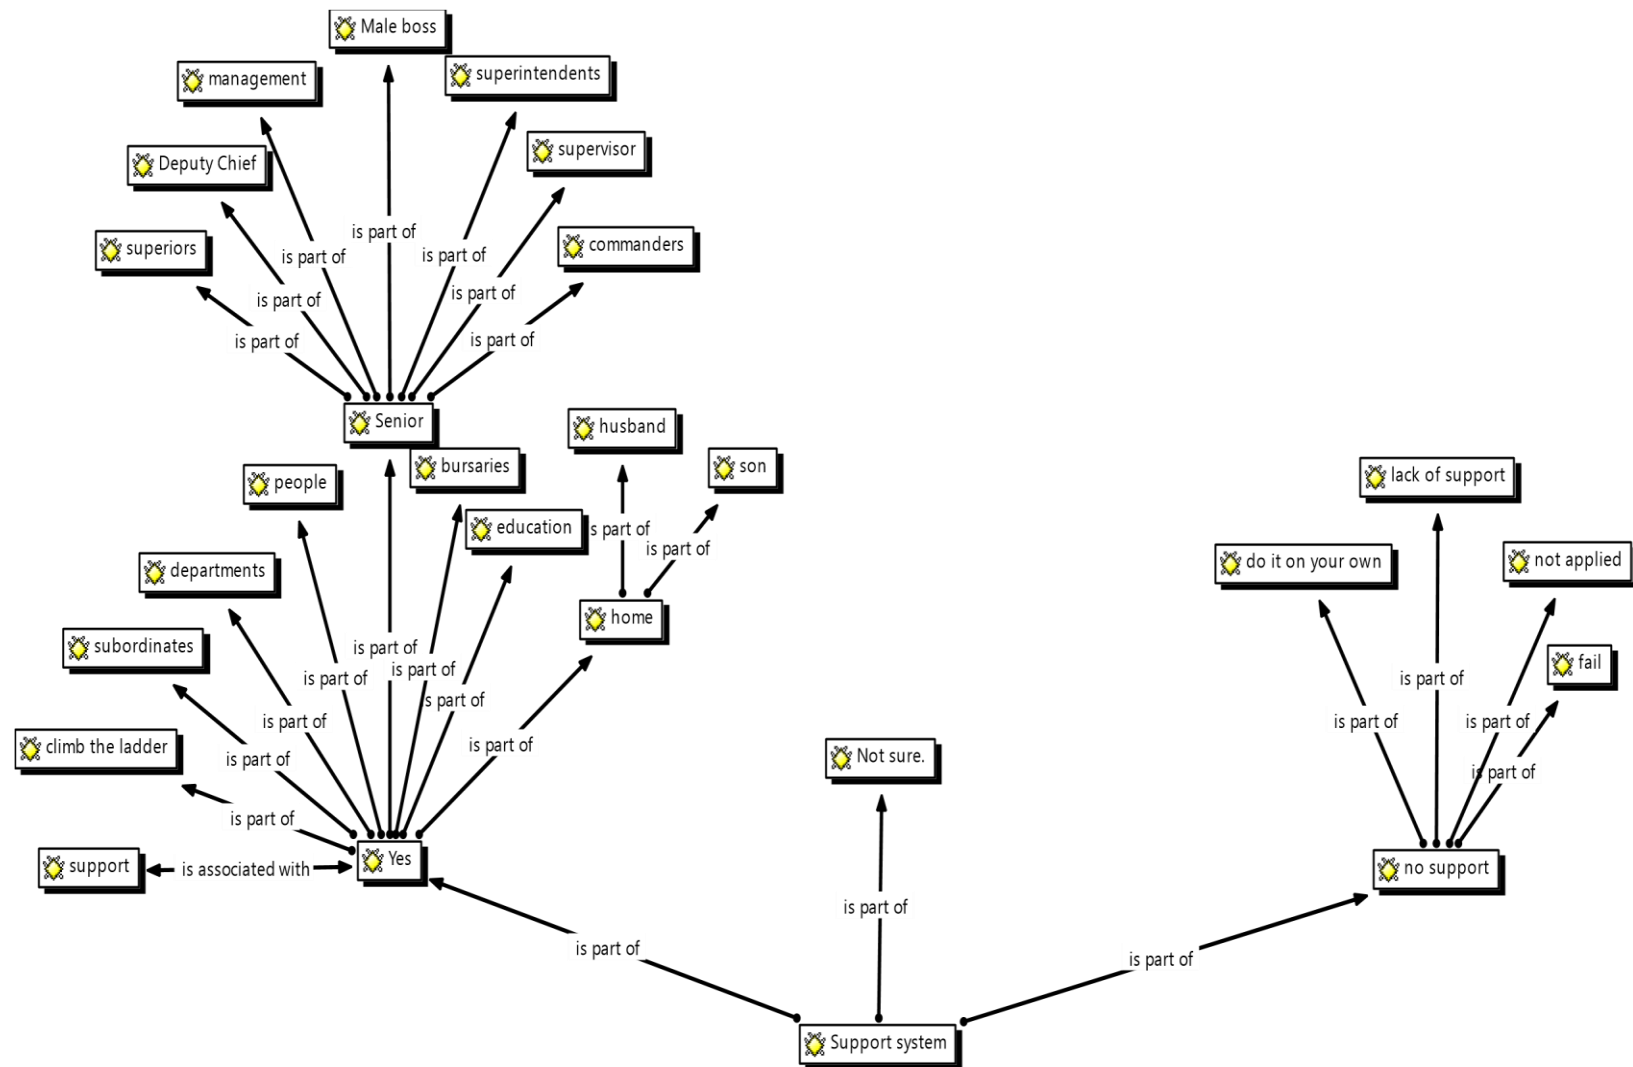 Male boss
management
superintendents
Deputy Chief
supervisor
superiors
commanders
is part of
is part of
is part of
is part of
is part of
is part of
is part of
Senior
husband
bursaries
son
people
lack of support
education
s part of
is part of
departments
do it on your own
not applied
home
subordinates
fail
is part of
is part of
is part of
is part of
s part of
is part of
is part of
is part of
is part of
is part of
is part of
climb the ladder
Not sure.
is part of
is part of
support
is associated with
Yes
no support
is part of
is part of
is part of
Support system